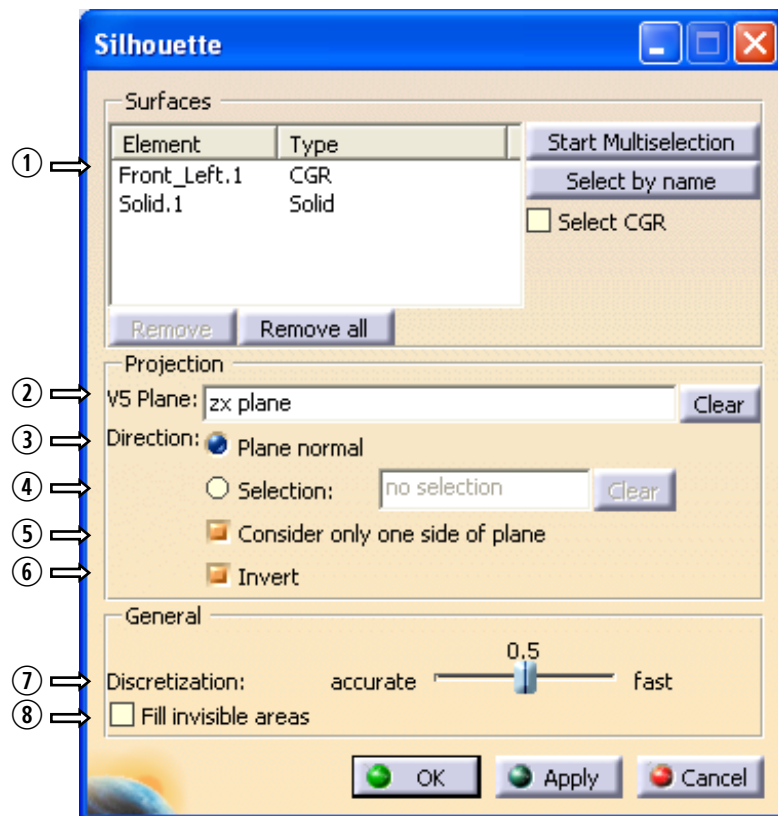 Silhouette
Surfaces
① Element Type Start Multiselection
Front_Left.1 CGR Select by name
Solid.1 Solid Select CGR
Remove Remove all
Projection
② V5 Plane: zx plane Clear
③ Direction: Plane normal
④ Selection: no selection Clear
⑤ Consider only one side of plane
⑥ Invert
General
0.5
⑦ Discretization: accurate fast
⑧ Fill invisible areas
OK Apply Cancel